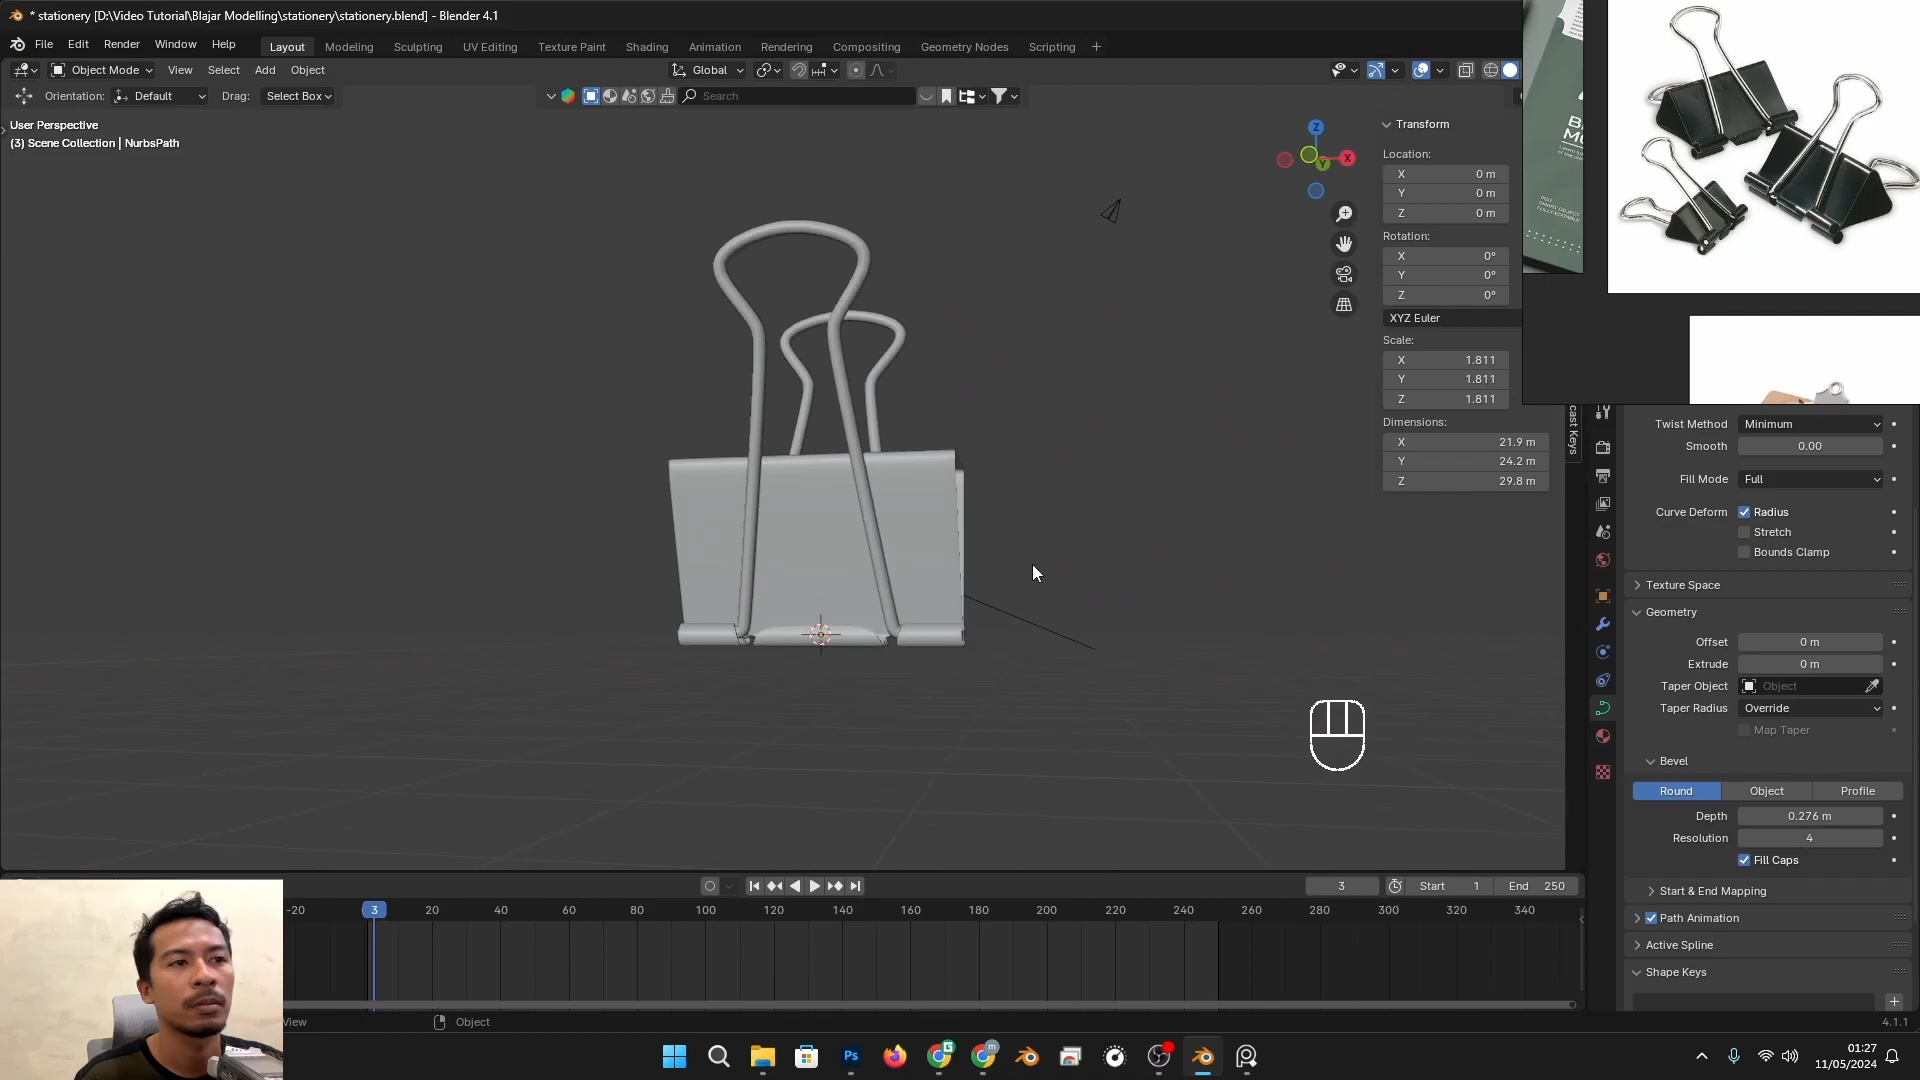 * stationery [D:\Video Tutorial\Blajar Modelling\stationery\stationery.blend] - Blender 4.1
File Edit Render Window Help
Layout Modeling Sculpting UV Editing Texture Paint Shading Animation Rendering Compositing Geometry Nodes Scripting +
Object Mode View Select Add Object Global
Orientation: Default Drag: Select Box Search
User Perspective
(3) Scene Collection | NurbsPath
Z
X
Y
Transform
Location:
X 0 m
Y 0 m
Z 0 m
Rotation:
X 0°
Y 0°
Z 0°
XYZ Euler
Scale:
X 1.811
Y 1.811
Z 1.811
Dimensions:
X 21.9 m
Y 24.2 m
Z 29.8 m
cast Keys
Twist Method Minimum
Smooth 0.00
Fill Mode Full
Curve Deform Radius
Stretch
Bounds Clamp
Texture Space
Geometry
Offset 0 m
Extrude 0 m
Taper Object Object
Taper Radius Override
Map Taper
Bevel
Round Object Profile
Depth 0.276 m
Resolution 4
Fill Caps
Start & End Mapping
Path Animation
Active Spline
Shape Keys
3 Start 1 End 250
-20 3 20 40 60 80 100 120 140 160 180 200 220 240 260 280 300 320 340
View Object
4.1.1
Ps
01:27
11/05/2024